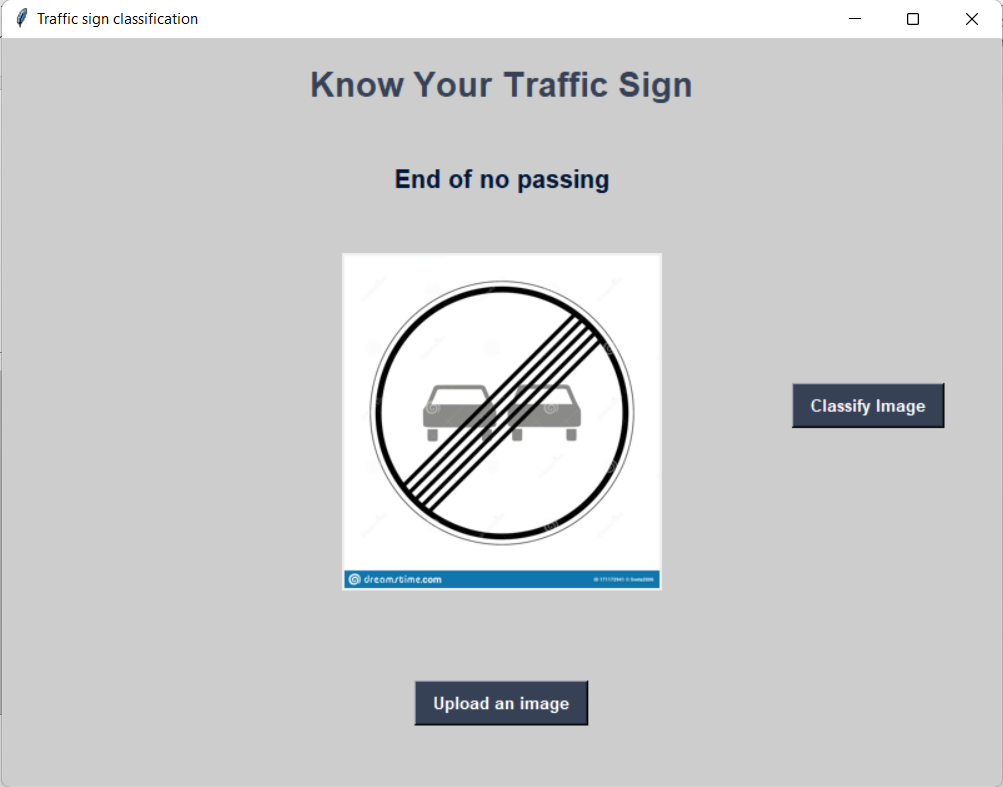 Traffic sign classification
Know Your Traffic Sign
End of no passing
Classify Image
dreamstime.com
Upload an image